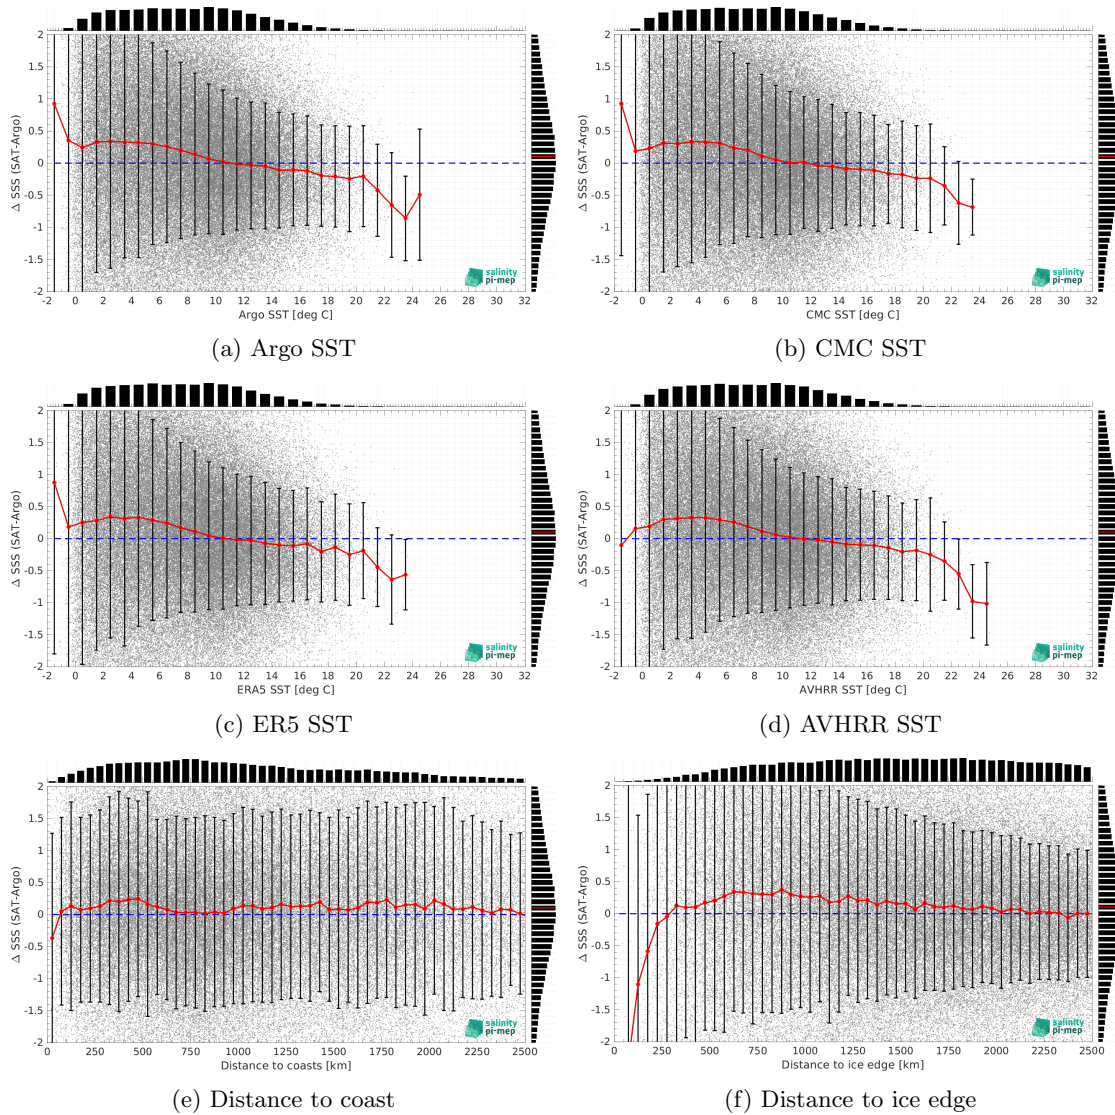 2
1.5
1
0.5
0
-0.5
-1
-1.5
-2
Δ SSS (SAT-Argo)
-2 0 2 4 6 8 10 12 14 16 18 20 22 24 26 28 30 32
Argo SST [deg C]
salinity
pi-mep
(a) Argo SST
2
1.5
1
0.5
0
-0.5
-1
-1.5
-2
Δ SSS (SAT-Argo)
-2 0 2 4 6 8 10 12 14 16 18 20 22 24 26 28 30 32
CMC SST [deg C]
salinity
pi-mep
(b) CMC SST
2
1.5
1
0.5
0
-0.5
-1
-1.5
-2
Δ SSS (SAT-Argo)
-2 0 2 4 6 8 10 12 14 16 18 20 22 24 26 28 30 32
ERA5 SST [deg C]
salinity
pi-mep
(c) ER5 SST
2
1.5
1
0.5
0
-0.5
-1
-1.5
-2
Δ SSS (SAT-Argo)
-2 0 2 4 6 8 10 12 14 16 18 20 22 24 26 28 30 32
AVHRR SST [deg C]
salinity
pi-mep
(d) AVHRR SST
2
1.5
1
0.5
0
-0.5
-1
-1.5
-2
Δ SSS (SAT-Argo)
0 250 500 750 1000 1250 1500 1750 2000 2250 2500
Distance to coasts [km]
salinity
pi-mep
(e) Distance to coast
2
1.5
1
0.5
0
-0.5
-1
-1.5
-2
Δ SSS (SAT-Argo)
0 250 500 750 1000 1250 1500 1750 2000 2250 2500
Distance to ice edge [km]
salinity
pi-mep
(f) Distance to ice edge